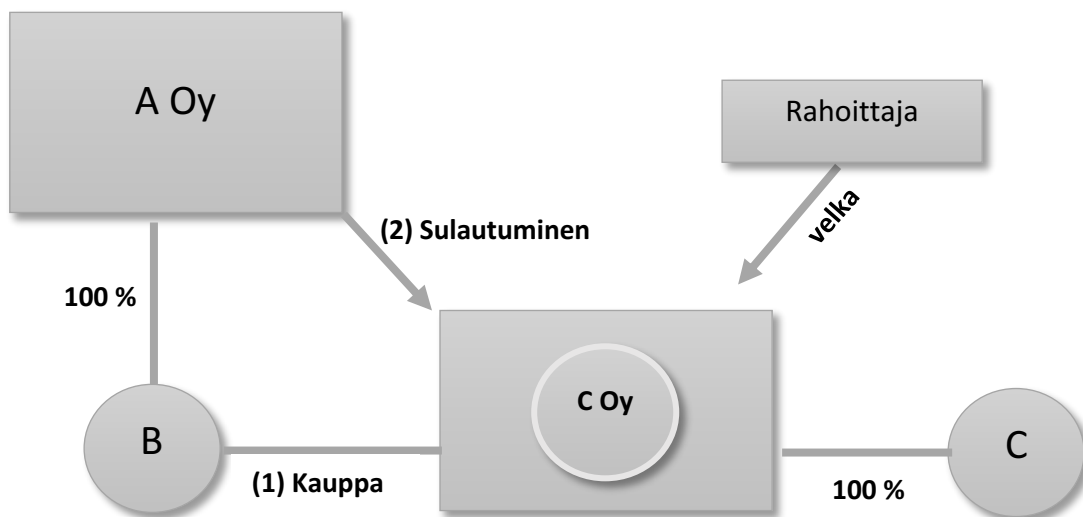 A Oy
Rahoittaja
velka
(2) Sulautuminen
100 %
C Oy
B
C
(1) Kauppa
100 %